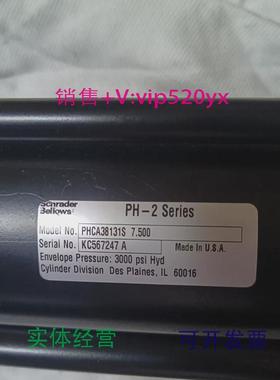 销售+V:vip520yx
Schrader
Bellows
PH-2 Series
Model No. PHCA38131S 7.500
Serial No. KC567247 A
Made In U.S.A.
Envelope Pressure: 3000 psi Hyd
Cylinder Division Des Plaines, IL 60016
实体经营
可开发票